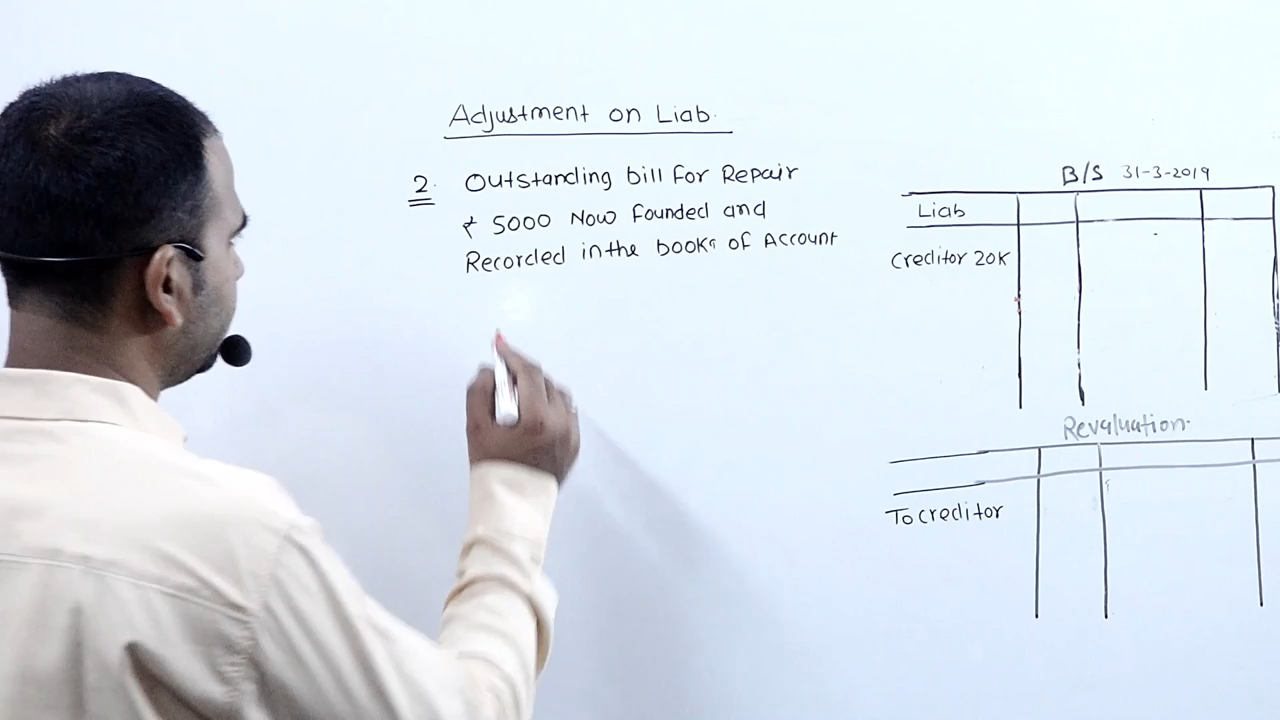 Adjustment on Liab.
2. Outstanding bill for Repair
₹ 5000 Now founded and
Recorded in the books of Account
B/S 31-3-2019
Liab
Creditor 20K
Revaluation
To creditor